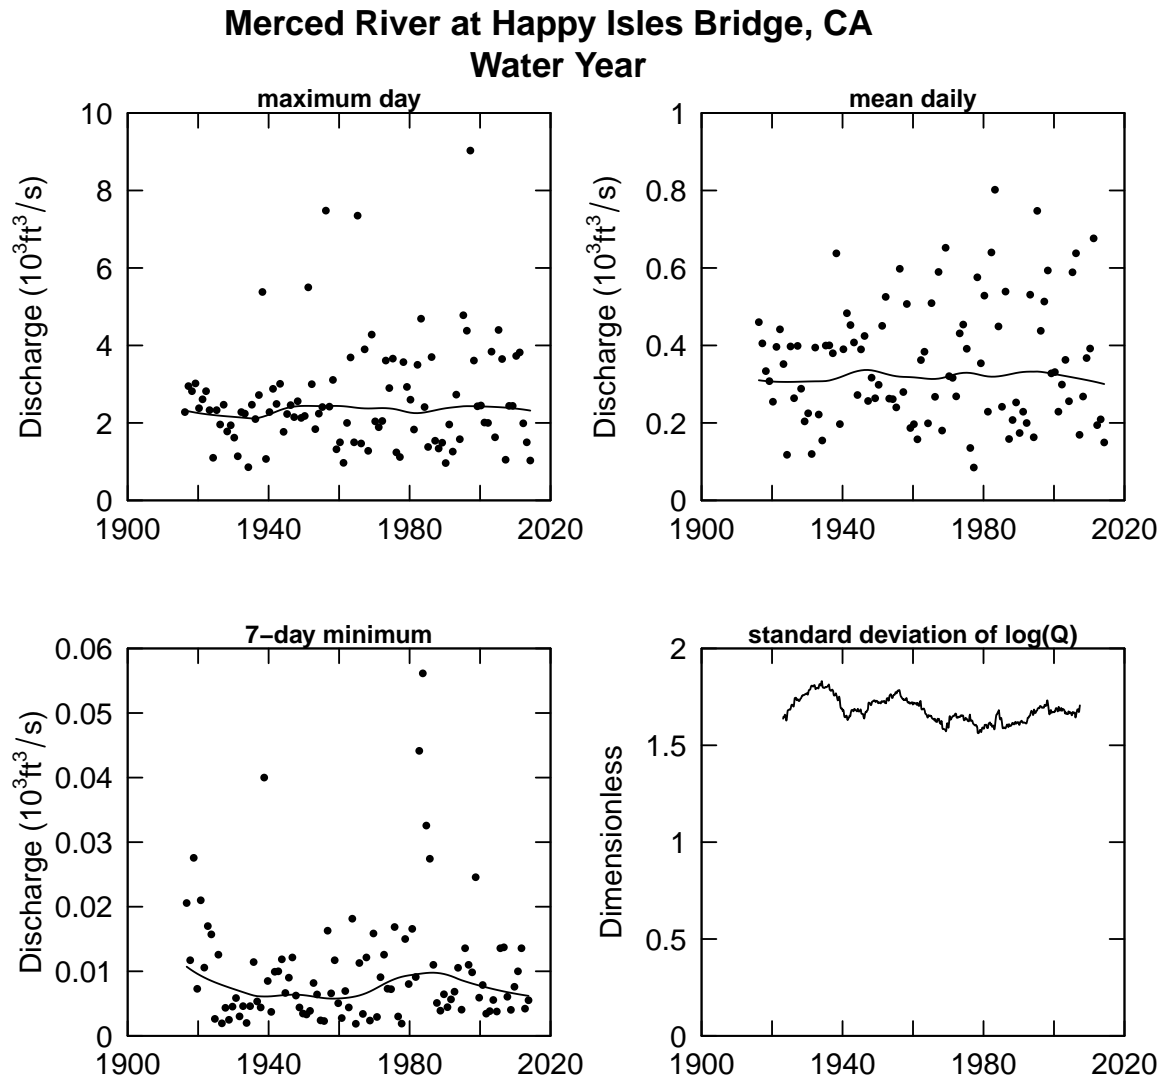 Merced River at Happy Isles Bridge, CA
Water Year
maximum day
Discharge (10³ft³/s)
10
8
6
4
2
0
1900 1940 1980 2020
mean daily
Discharge (10³ft³/s)
1
0.8
0.6
0.4
0.2
0
1900 1940 1980 2020
7−day minimum
Discharge (10³ft³/s)
0.06
0.05
0.04
0.03
0.02
0.01
0
1900 1940 1980 2020
standard deviation of log(Q)
Dimensionless
2
1.5
1
0.5
0
1900 1940 1980 2020